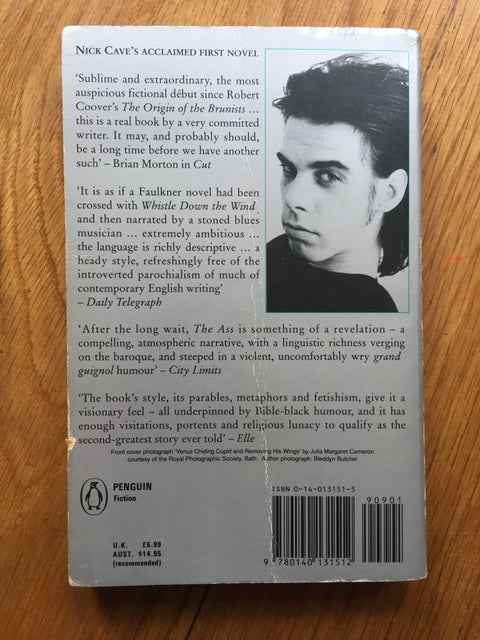 NICK CAVE'S ACCLAIMED FIRST NOVEL
'Sublime and extraordinary, the most
auspicious fictional début since Robert
Coover's The Origin of the Brunists ...
this is a real book by a very committed
writer. It may, and probably should,
be a long time before we have another
such' – Brian Morton in Cut
'It is as if a Faulkner novel had been
crossed with Whistle Down the Wind
and then narrated by a stoned blues
musician ... extremely ambitious ...
the language is richly descriptive ... a
heady style, refreshingly free of the
introverted parochialism of much of
contemporary English writing'
– Daily Telegraph
'After the long wait, The Ass is something of a revelation – a
compelling, atmospheric narrative, with a linguistic richness verging
on the baroque, and steeped in a violent, uncomfortably wry grand
guignol humour' – City Limits
'The book's style, its parables, metaphors and fetishism, give it a
visionary feel – all underpinned by Bible-black humour, and it has
enough visitations, portents and religious lunacy to qualify as the
second-greatest story ever told' – Elle
Front cover photograph 'Venus Chiding Cupid and Removing His Wings' by Julia Margaret Cameron
courtesy of the Royal Photographic Society, Bath. Author photograph: Bleddyn Butcher
PENGUIN
Fiction
U.K. £6.99
AUST. $14.95
(recommended)
ISBN 0-14-013151-5
90901
9 780140 131512